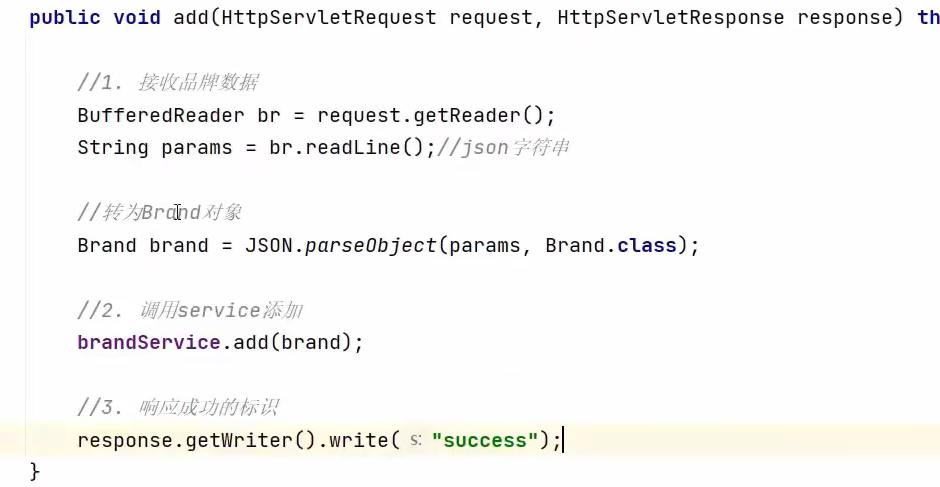 public void add(HttpServletRequest request, HttpServletResponse response) th
//1. 接收品牌数据
BufferedReader br = request.getReader();
String params = br.readLine();//json字符串
//转为Brand对象
Brand brand = JSON.parseObject(params, Brand.class);
//2. 调用service添加
brandService.add(brand);
//3. 响应成功的标识
response.getWriter().write( s: "success");
}